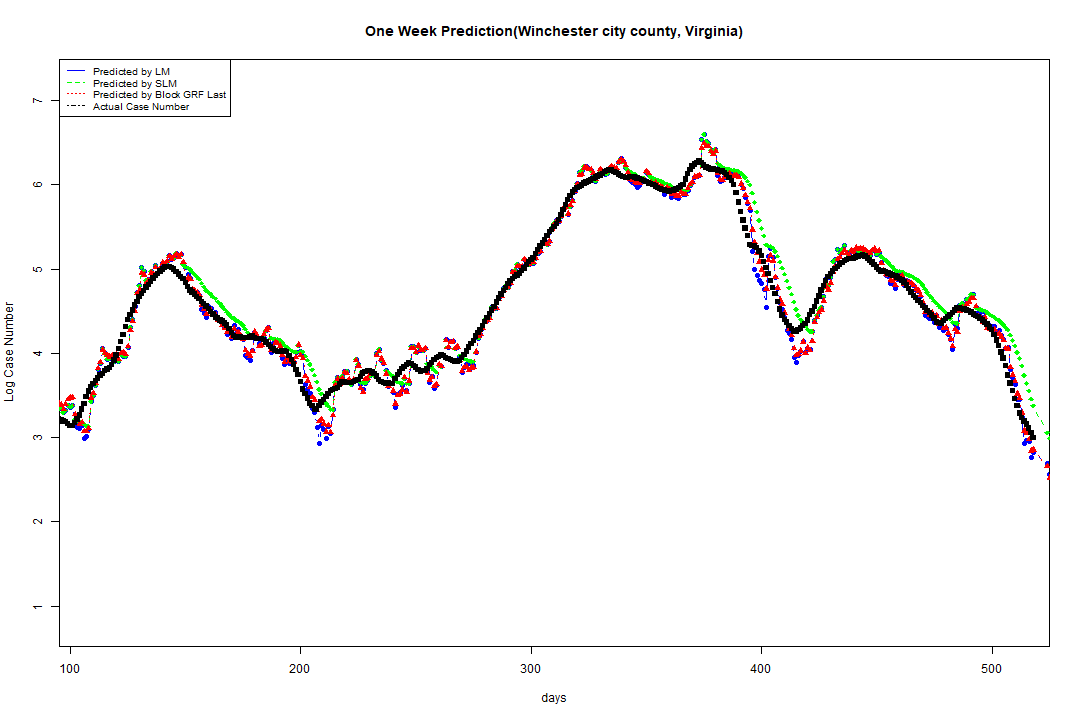 One Week Prediction(Winchester city county, Virginia)
Predicted by LM
Predicted by SLM
Predicted by Block GRF Last
Actual Case Number
7
6
5
4
3
2
1
Log Case Number
100 200 300 400 500
days